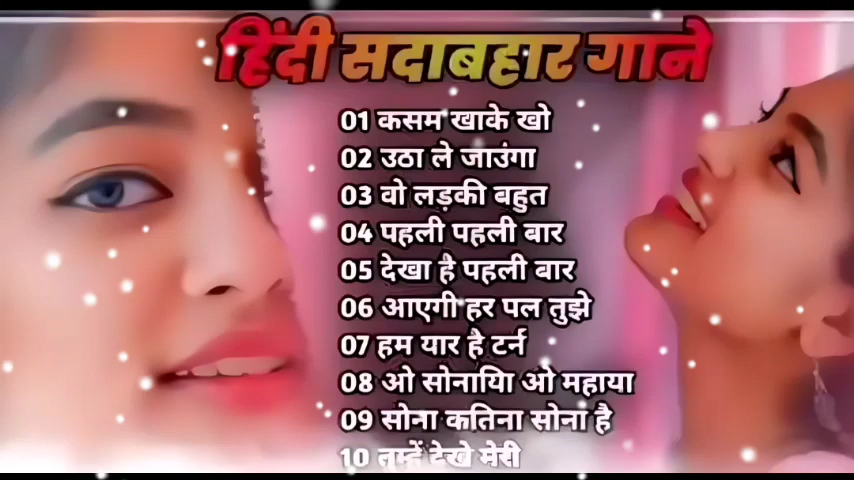 हिंदी सदाबहार गाने
01 कसम खाके खो
02 उठा ले जाउंगा
03 वो लड़की बहुत
04 पहली पहली बार
05 देखा है पहली बार
06 आएगी हर पल तुझे
07 हम यार है टर्न
08 ओ सोनायिा ओ महाया
09 सोना कतिना सोना है
10 तुम्हें देखे मेरी